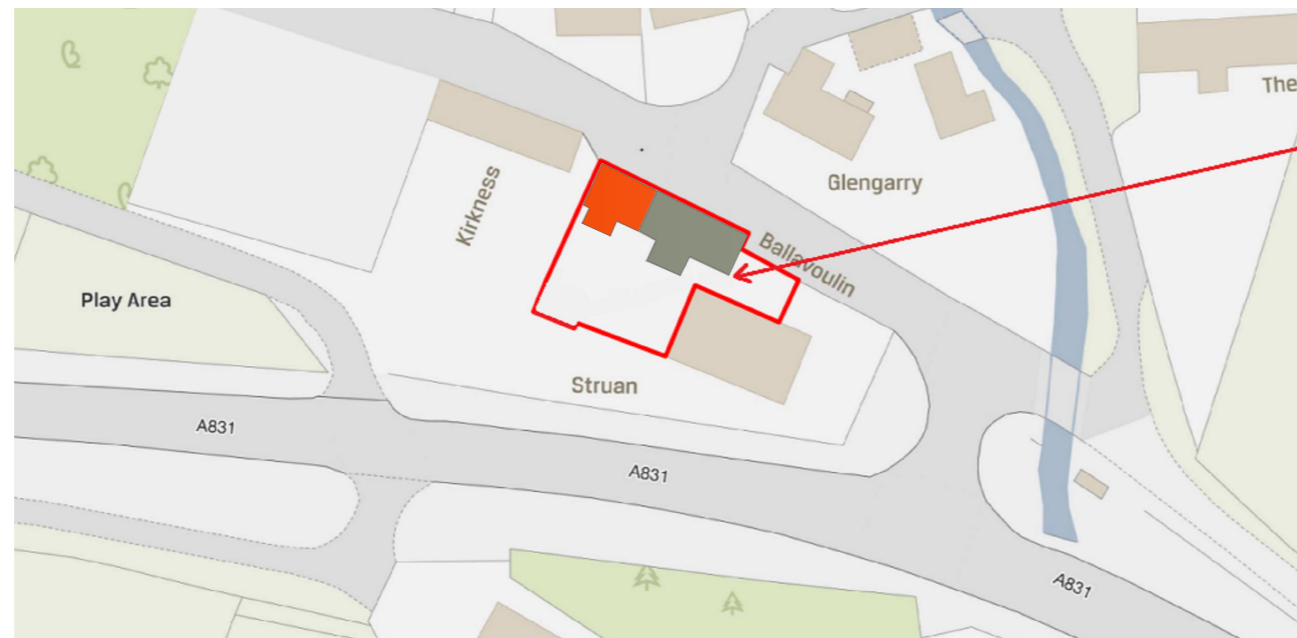 The
Glengarry
Kirkness
Ballavoulin
Play Area
Struan
A831
A831
A831